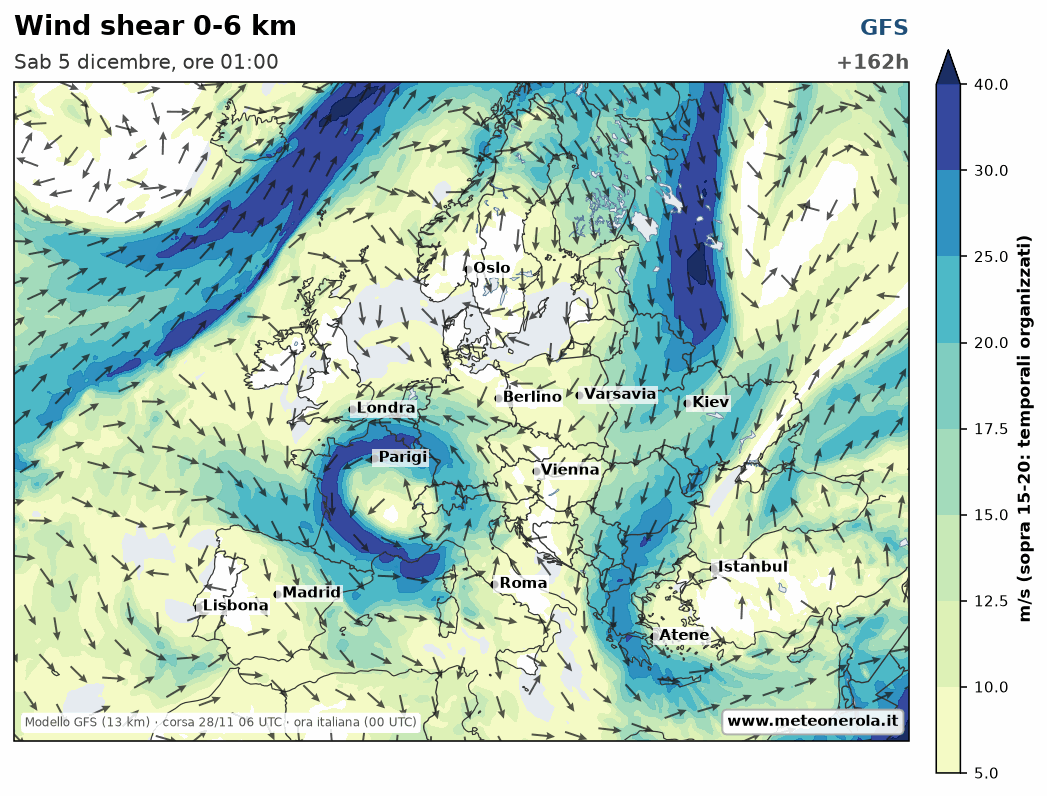 Wind shear 0-6 km
GFS
Sab 5 dicembre, ore 01:00
+162h
40.0
30.0
25.0
20.0
17.5
15.0
12.5
10.0
5.0
m/s (sopra 15-20: temporali organizzati)
Oslo
Berlino
Varsavia
Kiev
Londra
Parigi
Vienna
Istanbul
Roma
Madrid
Lisbona
Atene
Modello GFS (13 km) · corsa 28/11 06 UTC · ora italiana (00 UTC)
www.meteonerola.it